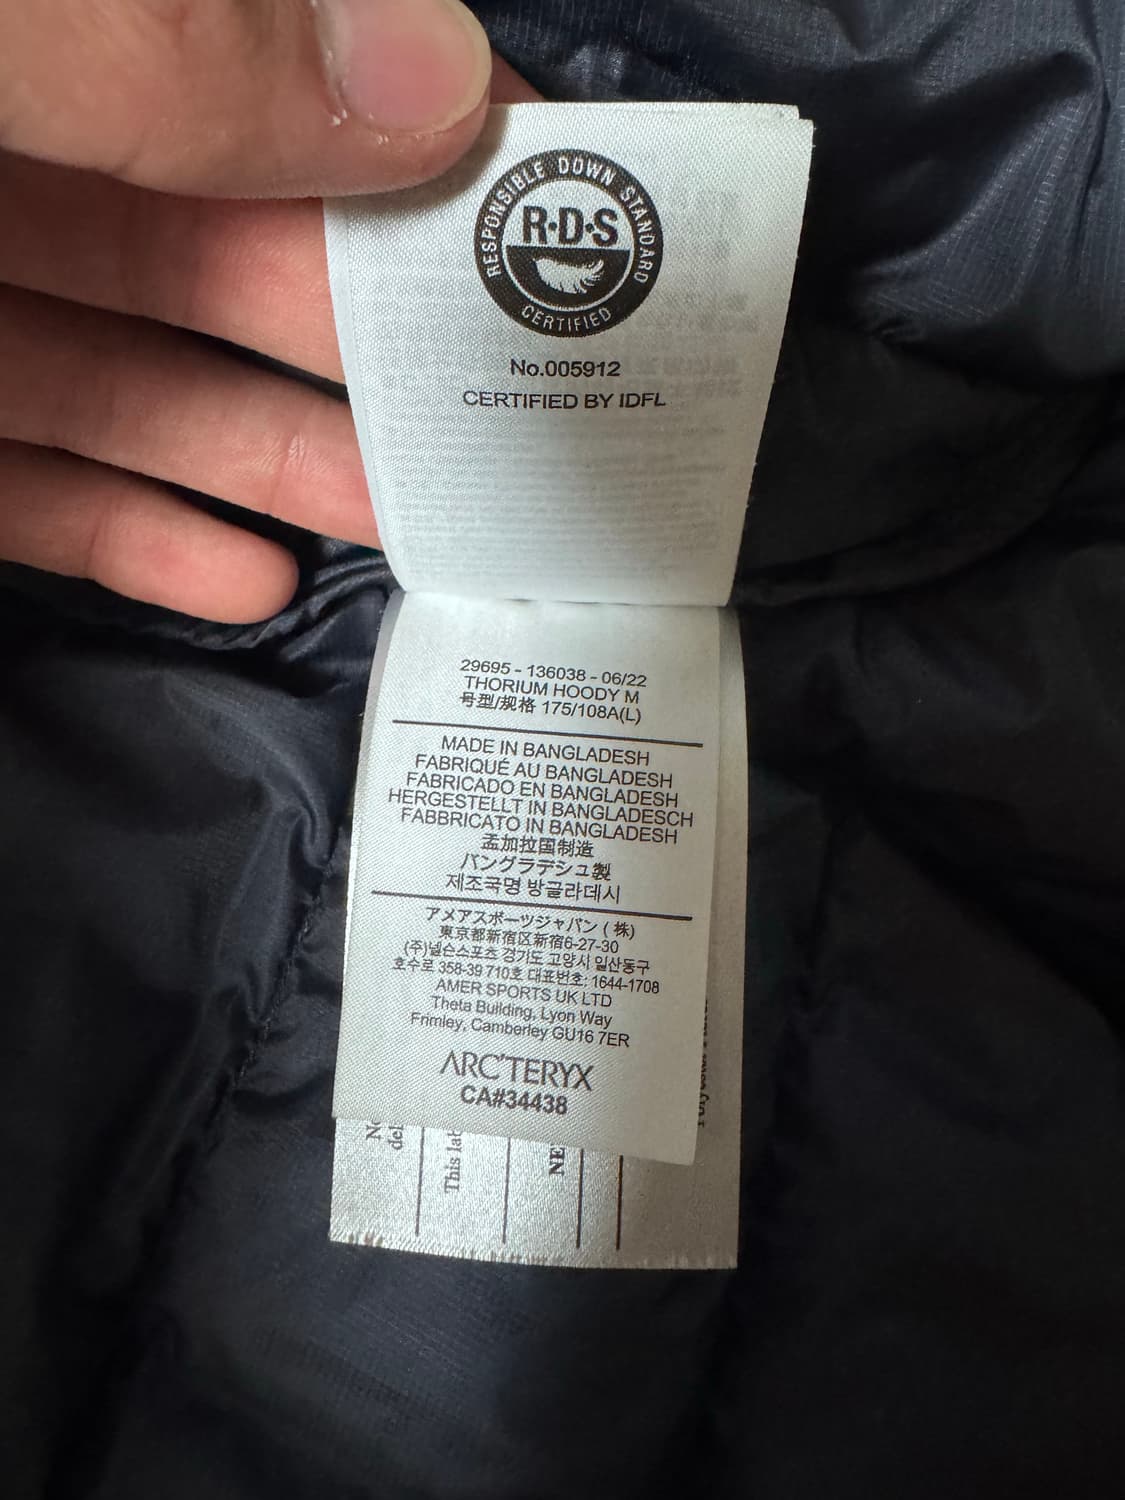 RESPONSIBLE DOWN STANDARD
R·D·S
CERTIFIED
No.005912
CERTIFIED BY IDFL
29695 - 136038 - 06/22
THORIUM HOODY M
号型/规格 175/108A(L)
MADE IN BANGLADESH
FABRIQUÉ AU BANGLADESH
FABRICADO EN BANGLADESH
HERGESTELLT IN BANGLADESCH
FABBRICATO IN BANGLADESH
孟加拉国制造
バングラデシュ製
제조국명 방글라데시
アメアスポーツジャパン (株)
東京都新宿区新宿6-27-30
(주)넬슨스포츠 경기도 고양시 일산동구
호수로 358-39 710호 대표번호: 1644-1708
AMER SPORTS UK LTD
Theta Building, Lyon Way
Frimley, Camberley GU16 7ER
ARC'TERYX
CA#34438
This
NE